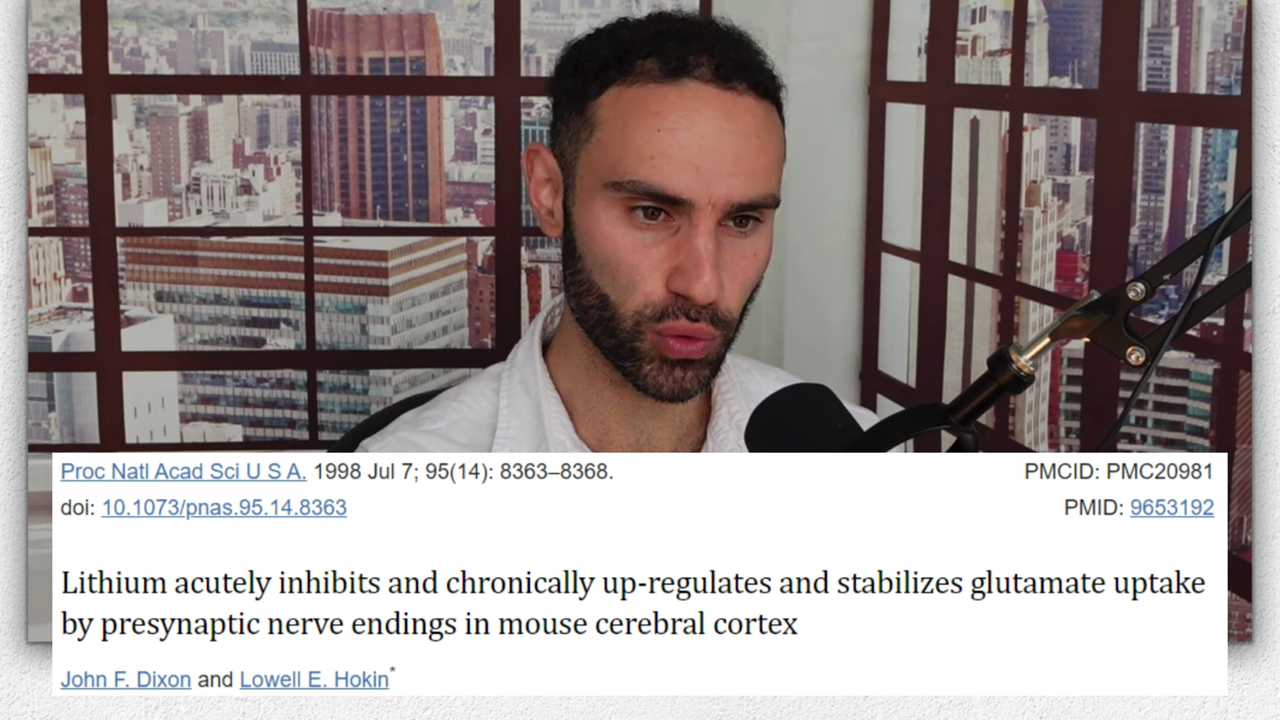 Proc Natl Acad Sci U S A. 1998 Jul 7; 95(14): 8363–8368. PMCID: PMC20981
doi: 10.1073/pnas.95.14.8363 PMID: 9653192
Lithium acutely inhibits and chronically up-regulates and stabilizes glutamate uptake
by presynaptic nerve endings in mouse cerebral cortex
John F. Dixon and Lowell E. Hokin*